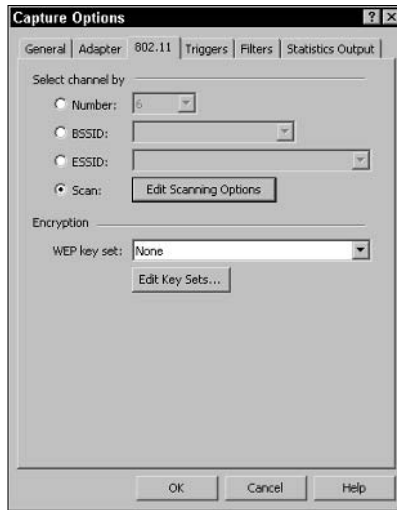 Capture Options
General Adapter 802.11 Triggers Filters Statistics Output
Select channel by
Number: 6
BSSID:
ESSID:
Scan: Edit Scanning Options
Encryption
WEP key set: None
Edit Key Sets...
OK Cancel Help